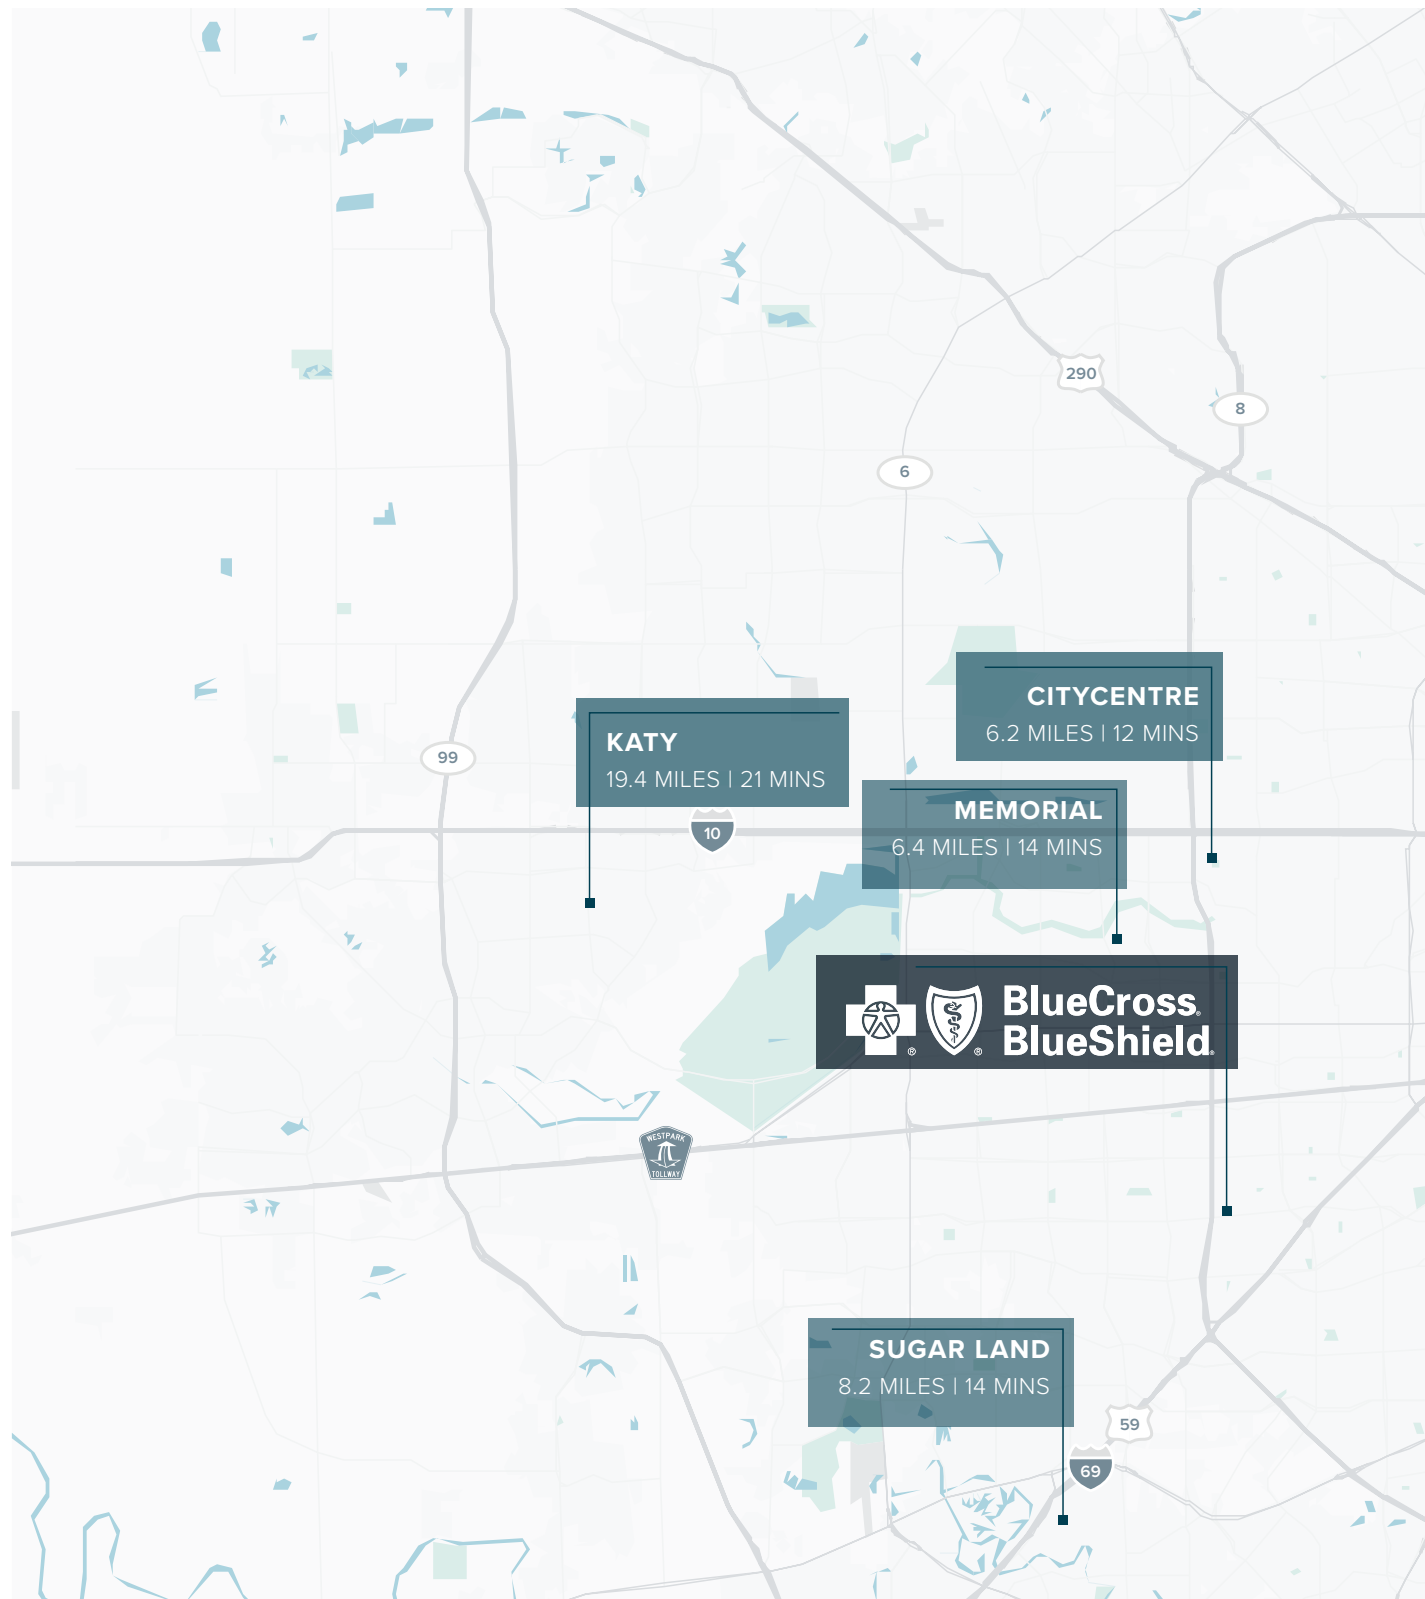 290
8
6
CITYCENTRE
6.2 MILES | 12 MINS
KATY
19.4 MILES | 21 MINS
99
MEMORIAL
6.4 MILES | 14 MINS
10
BlueCross®
BlueShield®
® ®
WESTPARK
TOLLWAY
SUGAR LAND
8.2 MILES | 14 MINS
59
69